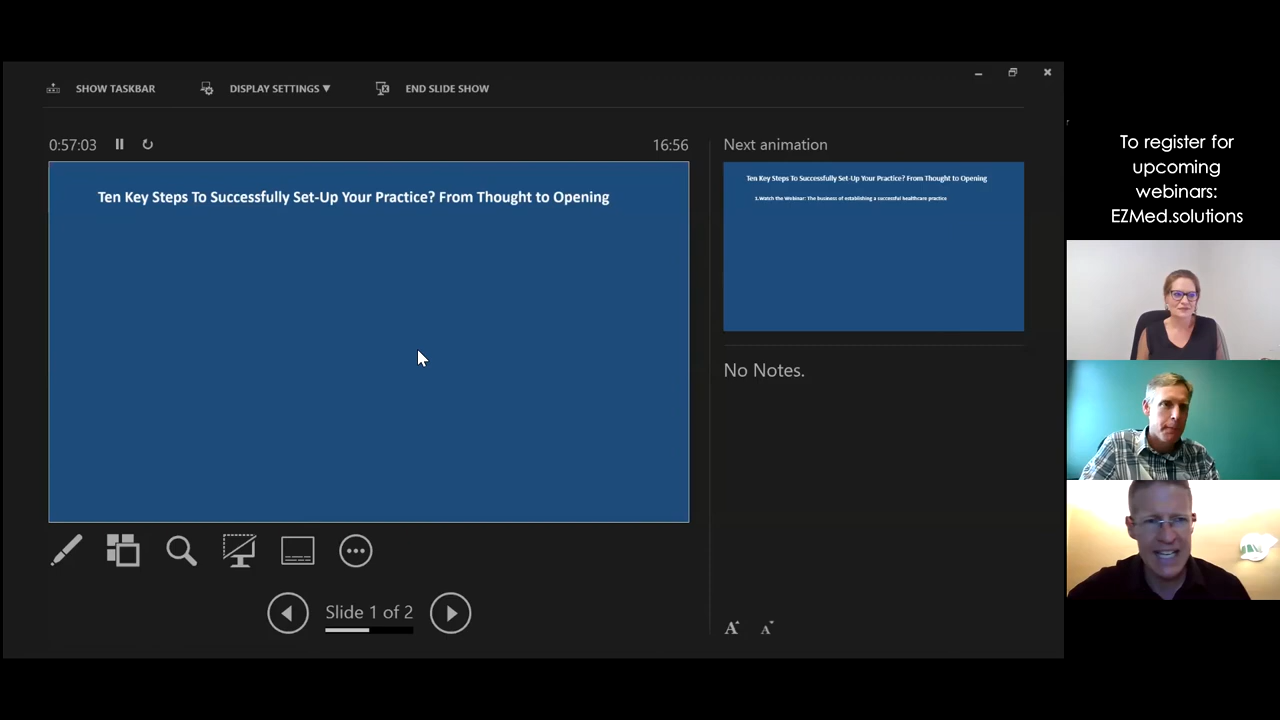 SHOW TASKBAR
DISPLAY SETTINGS ▼
END SLIDE SHOW
0:57:03
16:56
Ten Key Steps To Successfully Set-Up Your Practice? From Thought to Opening
Next animation
Ten Key Steps To Successfully Set-Up Your Practice? From Thought to Opening
1.Watch the Webinar: The business of establishing a successful healthcare practice
No Notes.
Slide 1 of 2
A A
To register for
upcoming
webinars:
EZMed.solutions